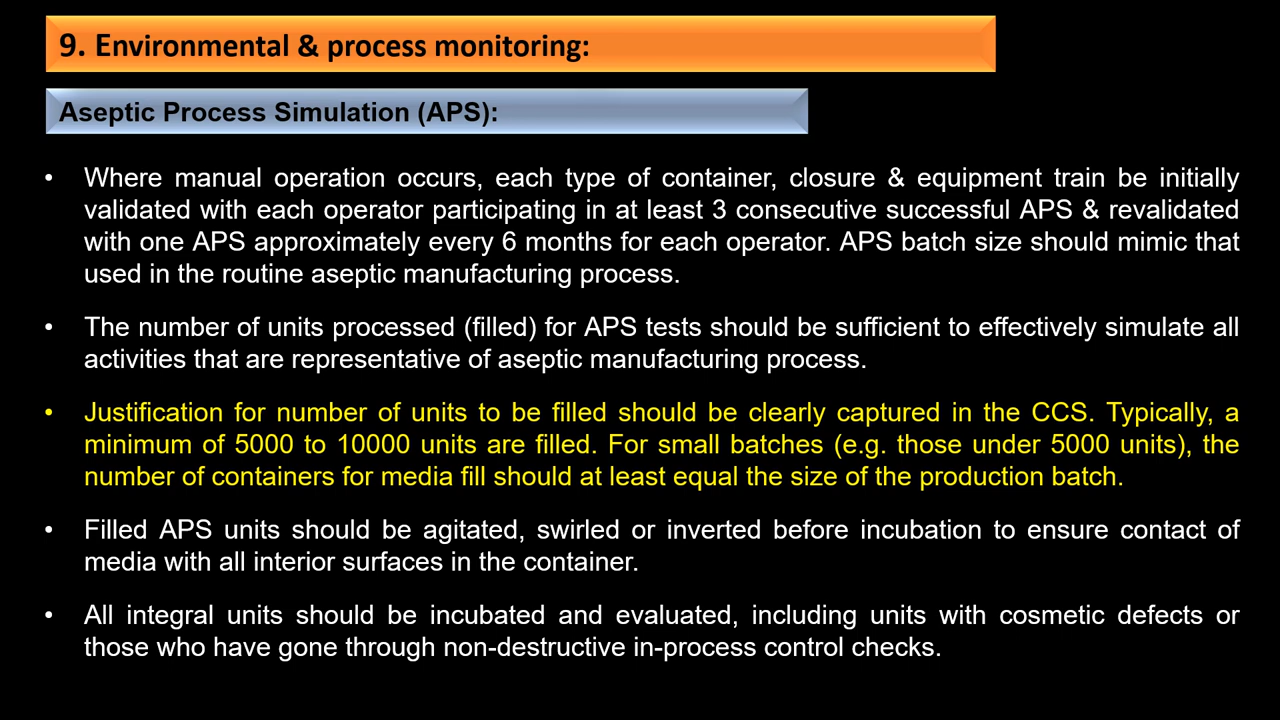 9. Environmental & process monitoring:
Aseptic Process Simulation (APS):
• Where manual operation occurs, each type of container, closure & equipment train be initially
validated with each operator participating in at least 3 consecutive successful APS & revalidated
with one APS approximately every 6 months for each operator. APS batch size should mimic that
used in the routine aseptic manufacturing process.
• The number of units processed (filled) for APS tests should be sufficient to effectively simulate all
activities that are representative of aseptic manufacturing process.
• Justification for number of units to be filled should be clearly captured in the CCS. Typically, a
minimum of 5000 to 10000 units are filled. For small batches (e.g. those under 5000 units), the
number of containers for media fill should at least equal the size of the production batch.
• Filled APS units should be agitated, swirled or inverted before incubation to ensure contact of
media with all interior surfaces in the container.
• All integral units should be incubated and evaluated, including units with cosmetic defects or
those who have gone through non-destructive in-process control checks.